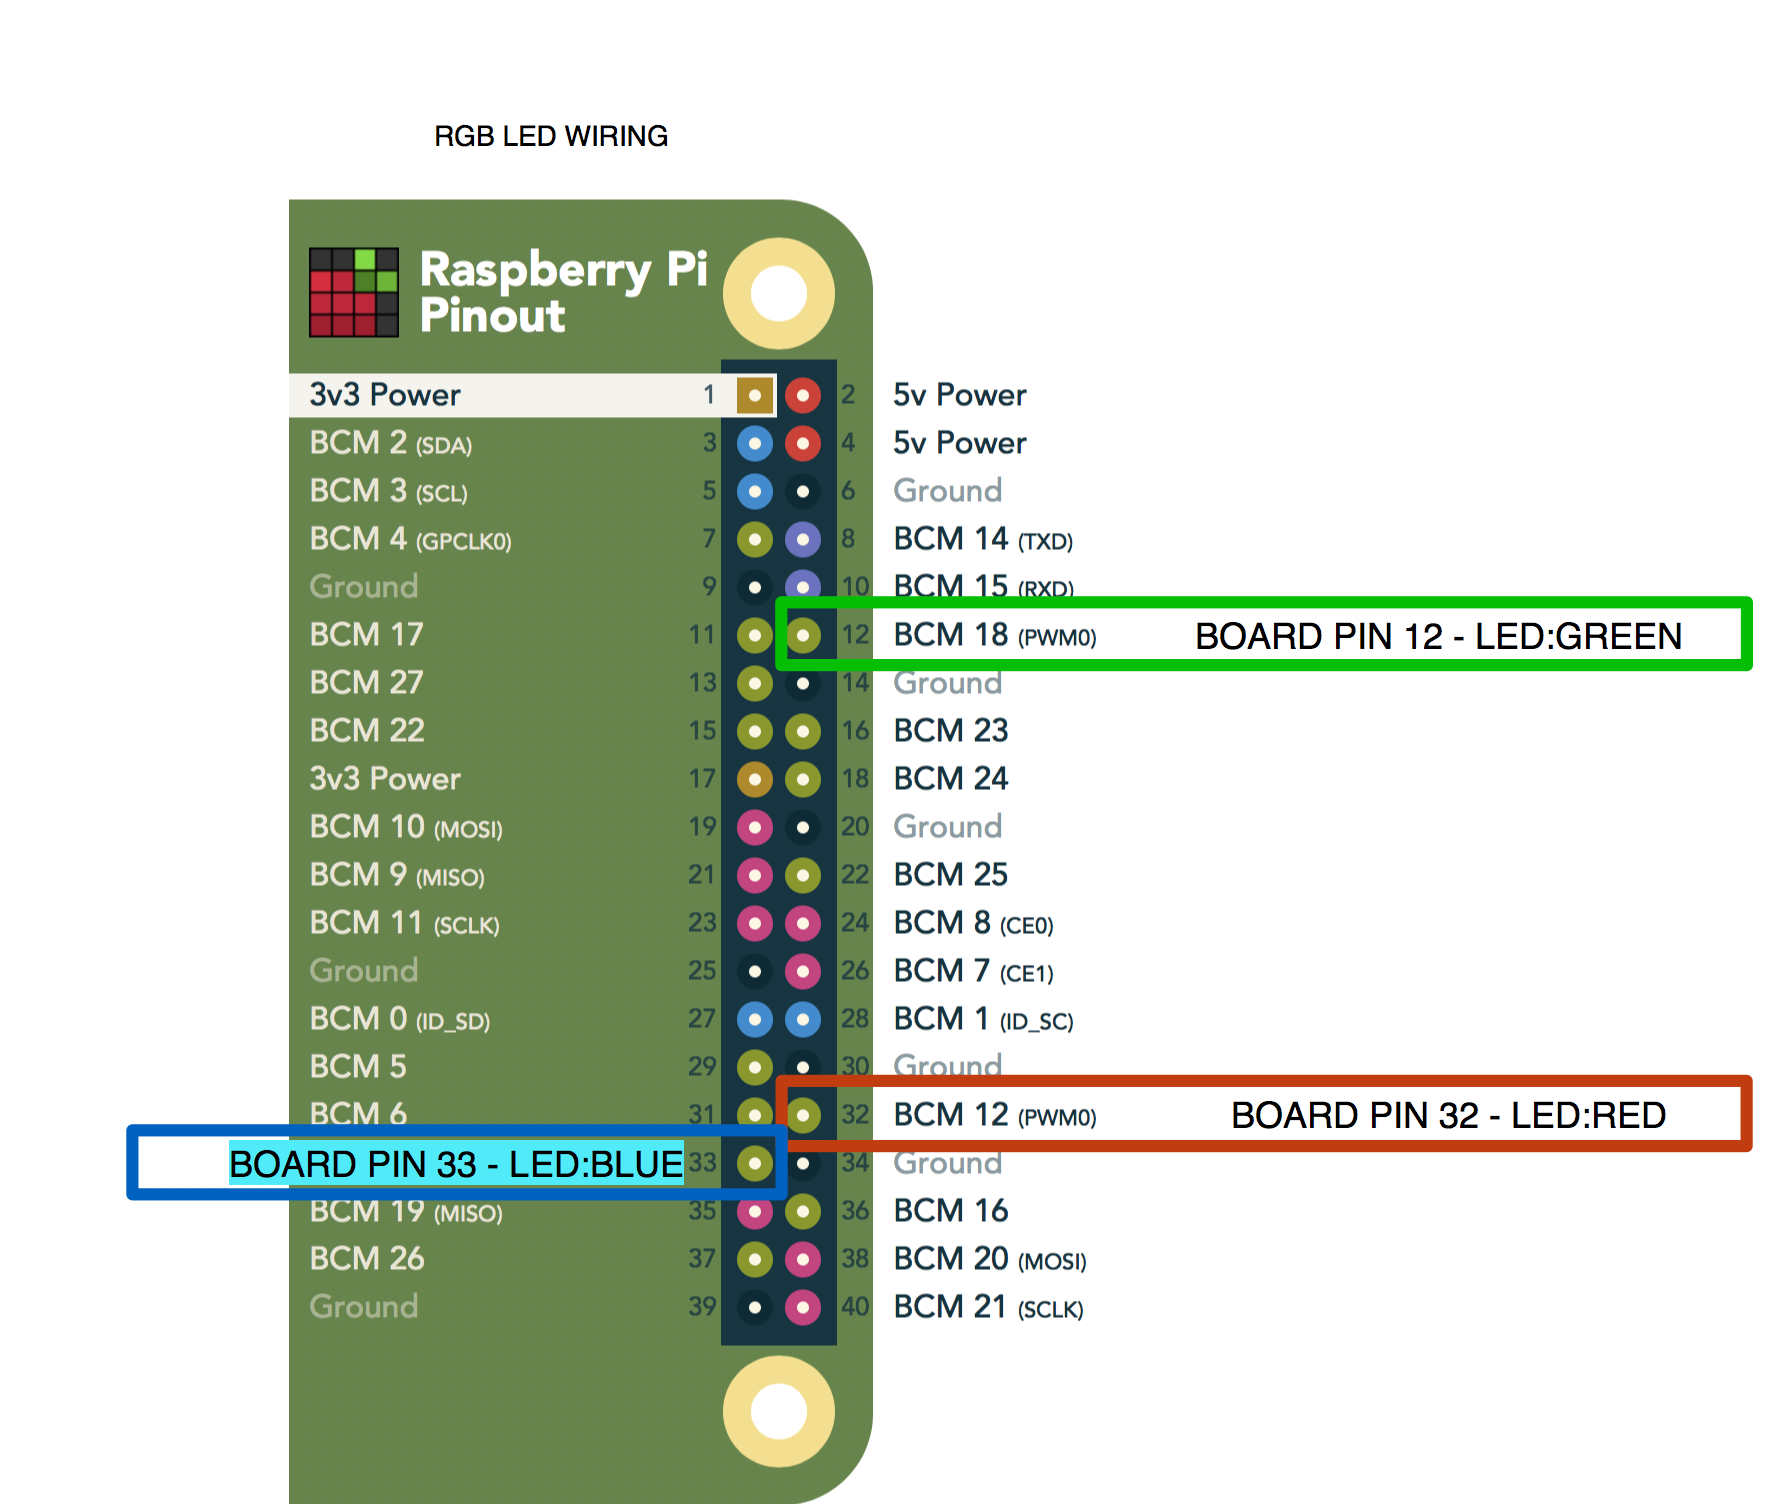 RGB LED WIRING
Raspberry Pi
Pinout
3v3 Power 1 2 5v Power
BCM 2 (SDA) 3 4 5v Power
BCM 3 (SCL) 5 6 Ground
BCM 4 (GPCLK0) 7 8 BCM 14 (TXD)
Ground 9 10 BCM 15 (RXD)
BCM 17 11 12 BCM 18 (PWM0) BOARD PIN 12 - LED:GREEN
BCM 27 13 14 Ground
BCM 22 15 16 BCM 23
3v3 Power 17 18 BCM 24
BCM 10 (MOSI) 19 20 Ground
BCM 9 (MISO) 21 22 BCM 25
BCM 11 (SCLK) 23 24 BCM 8 (CE0)
Ground 25 26 BCM 7 (CE1)
BCM 0 (ID_SD) 27 28 BCM 1 (ID_SC)
BCM 5 29 30 Ground
BCM 6 31 32 BCM 12 (PWM0) BOARD PIN 32 - LED:RED
BOARD PIN 33 - LED:BLUE 33 34 Ground
BCM 19 (MISO) 35 36 BCM 16
BCM 26 37 38 BCM 20 (MOSI)
Ground 39 40 BCM 21 (SCLK)